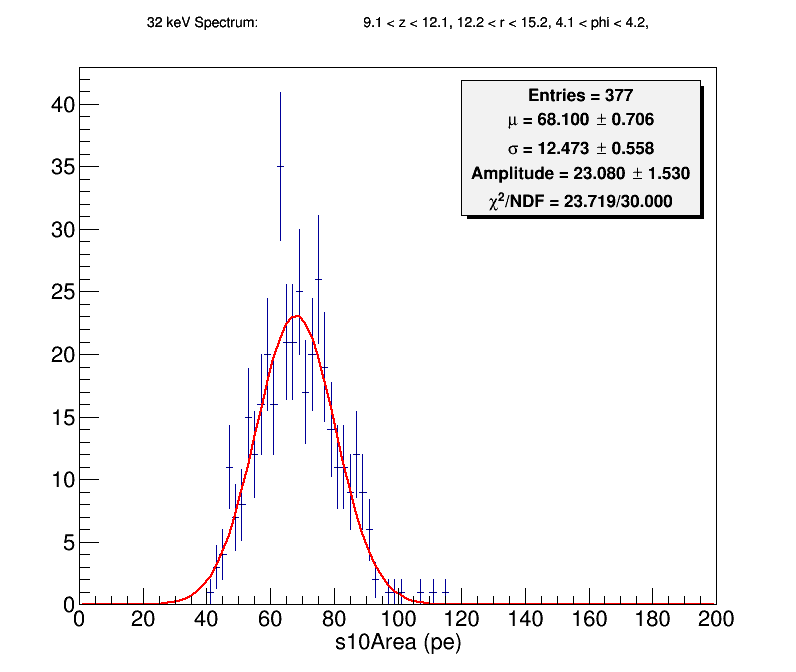 32 keV Spectrum: 9.1 < z < 12.1, 12.2 < r < 15.2, 4.1 < phi < 4.2,
Entries = 377
μ = 68.100 ± 0.706
σ = 12.473 ± 0.558
Amplitude = 23.080 ± 1.530
χ²/NDF = 23.719/30.000
40
35
30
25
20
15
10
5
0
0 20 40 60 80 100 120 140 160 180 200
s10Area (pe)